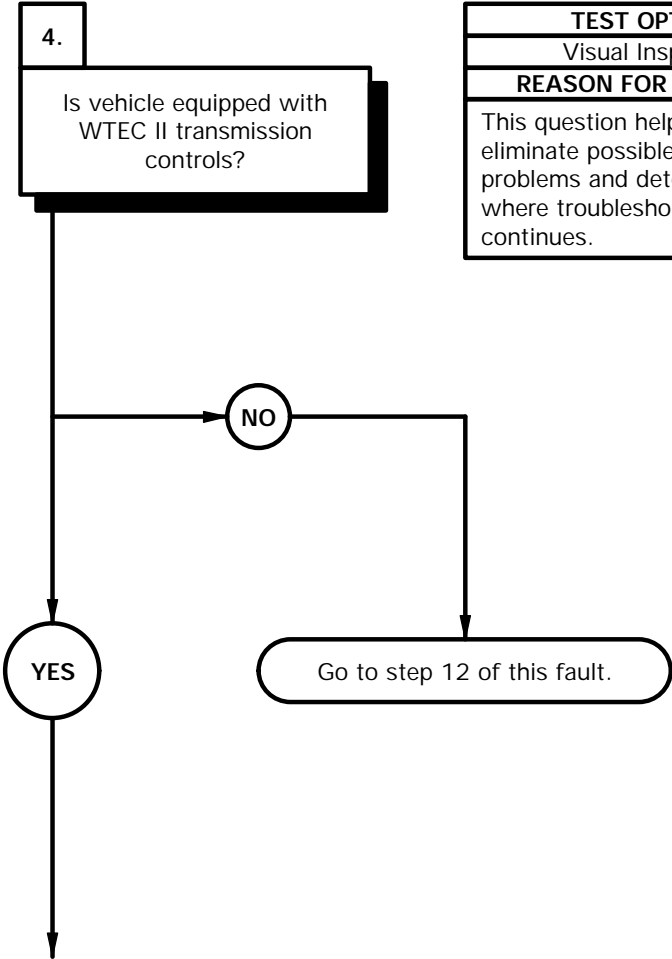 4.
Is vehicle equipped with
WTEC II transmission
controls?
TEST OPT
Visual Insp
REASON FOR
This question help
eliminate possible
problems and det
where troublesho
continues.
NO
YES
Go to step 12 of this fault.